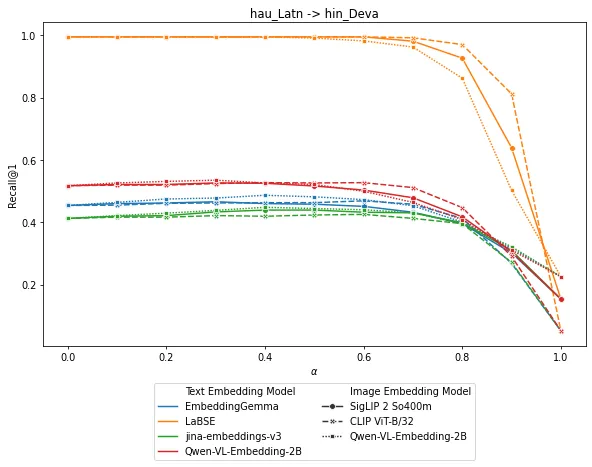 hau_Latn -> hin_Deva
Recall@1
1.0
0.8
0.6
0.4
0.2
0.0 0.2 0.4 0.6 0.8 1.0
α
Text Embedding Model Image Embedding Model
EmbeddingGemma SigLIP 2 So400m
LaBSE CLIP ViT-B/32
jina-embeddings-v3 Qwen-VL-Embedding-2B
Qwen-VL-Embedding-2B